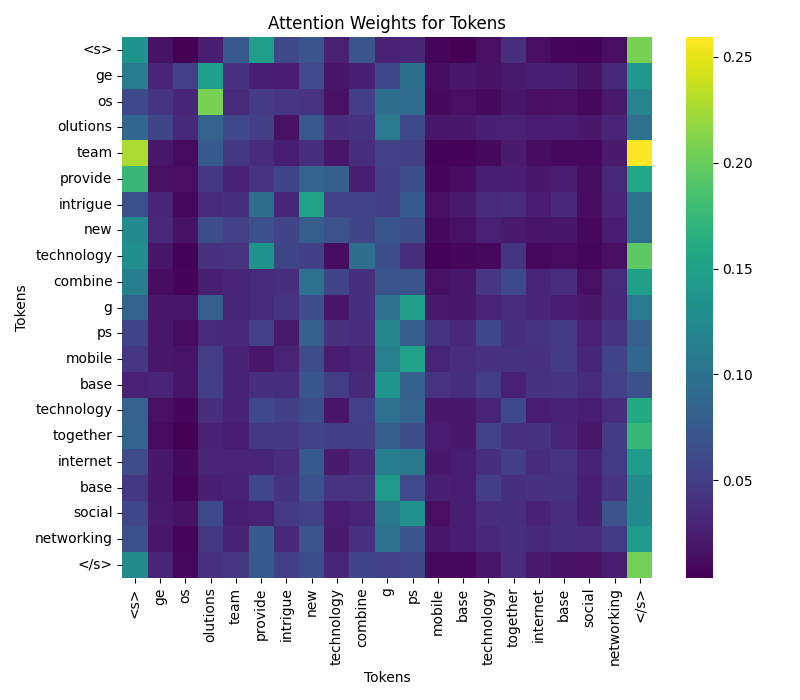 Attention Weights for Tokens
<s>
ge
os
olutions
team
provide
intrigue
new
technology
combine
g
ps
mobile
base
technology
together
internet
base
social
networking
</s>
Tokens
<s>
ge
os
olutions
team
provide
intrigue
new
technology
combine
g
ps
mobile
base
technology
together
internet
base
social
networking
</s>
Tokens
0.25
0.20
0.15
0.10
0.05